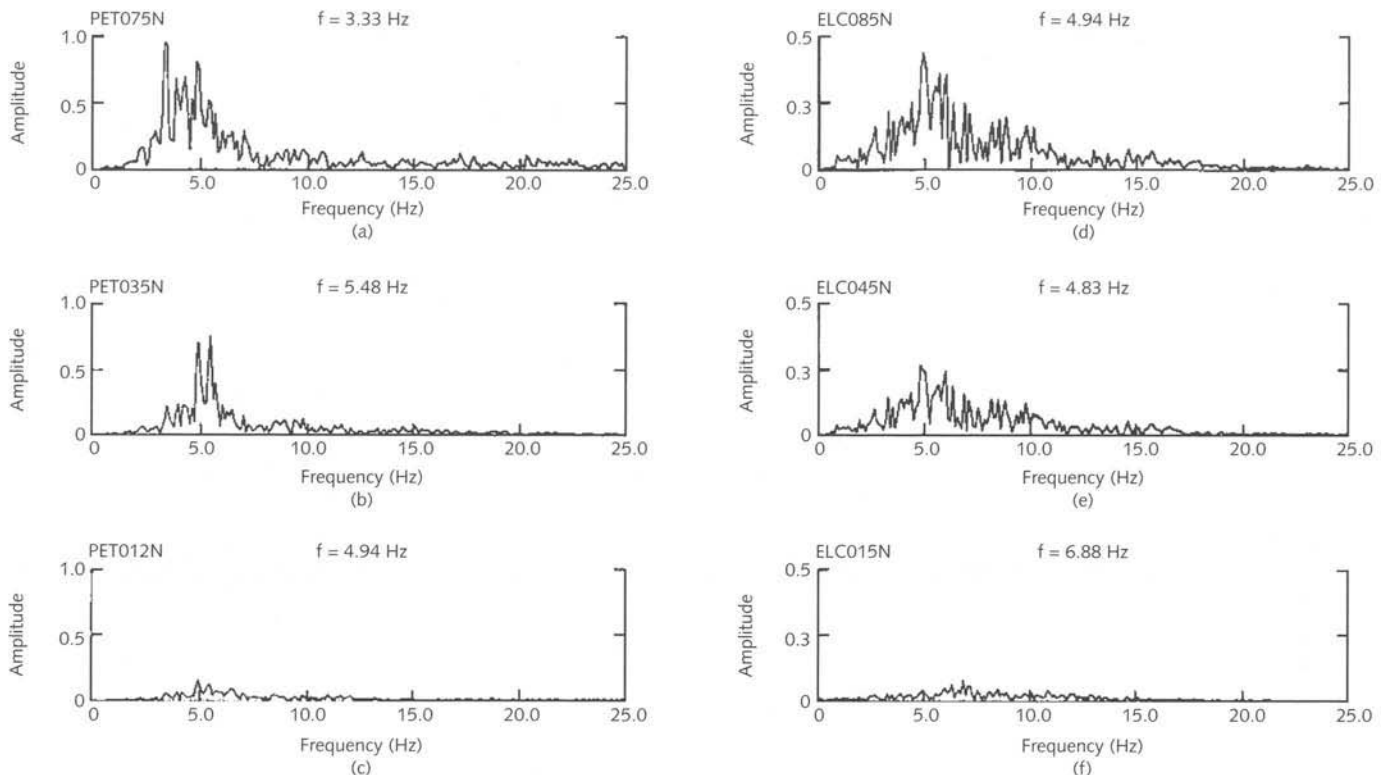 PET075N f = 3.33 Hz
1.0
Amplitude
0.5
0
0 5.0 10.0 15.0 20.0 25.0
Frequency (Hz)
(a)
PET035N f = 5.48 Hz
1.0
Amplitude
0.5
0
0 5.0 10.0 15.0 20.0 25.0
Frequency (Hz)
(b)
PET012N f = 4.94 Hz
1.0
Amplitude
0.5
0
0 5.0 10.0 15.0 20.0 25.0
Frequency (Hz)
(c)
ELC085N f = 4.94 Hz
0.5
Amplitude
0.3
0
0 5.0 10.0 15.0 20.0 25.0
Frequency (Hz)
(d)
ELC045N f = 4.83 Hz
0.5
Amplitude
0.3
0
0 5.0 10.0 15.0 20.0 25.0
Frequency (Hz)
(e)
ELC015N f = 6.88 Hz
0.5
Amplitude
0.3
0
0 5.0 10.0 15.0 20.0 25.0
Frequency (Hz)
(f)